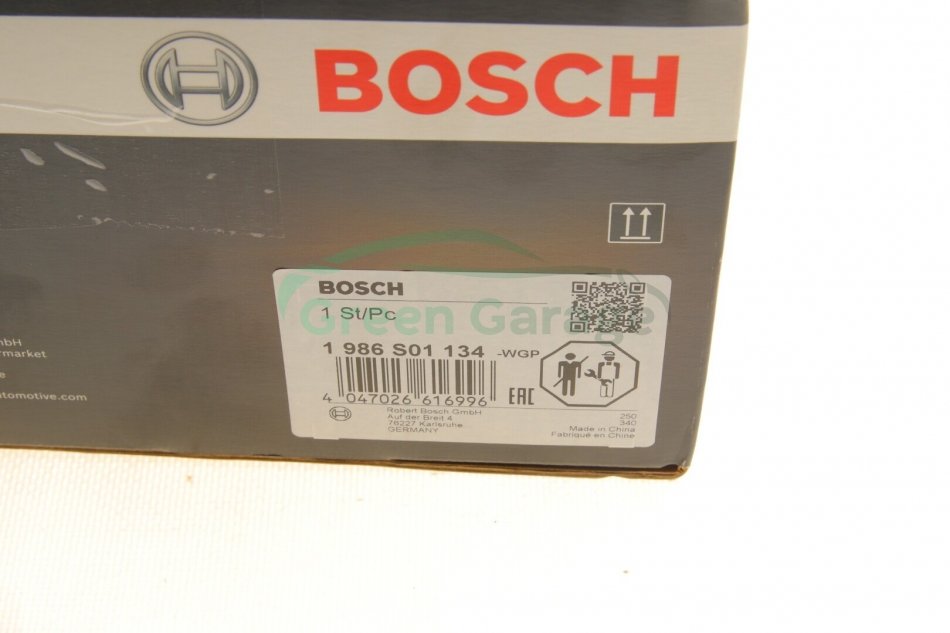 BOSCH
BOSCH
1 St/Pc
Green Garage
1 986 S01 134 -WGP
4 047026 616996
EAC
Robert Bosch GmbH
Auf der Breit 4
76227 Karlsruhe
GERMANY
250
340
Made in China
Fabriqué en Chine
mbH
rmarket
e
utomotive.com